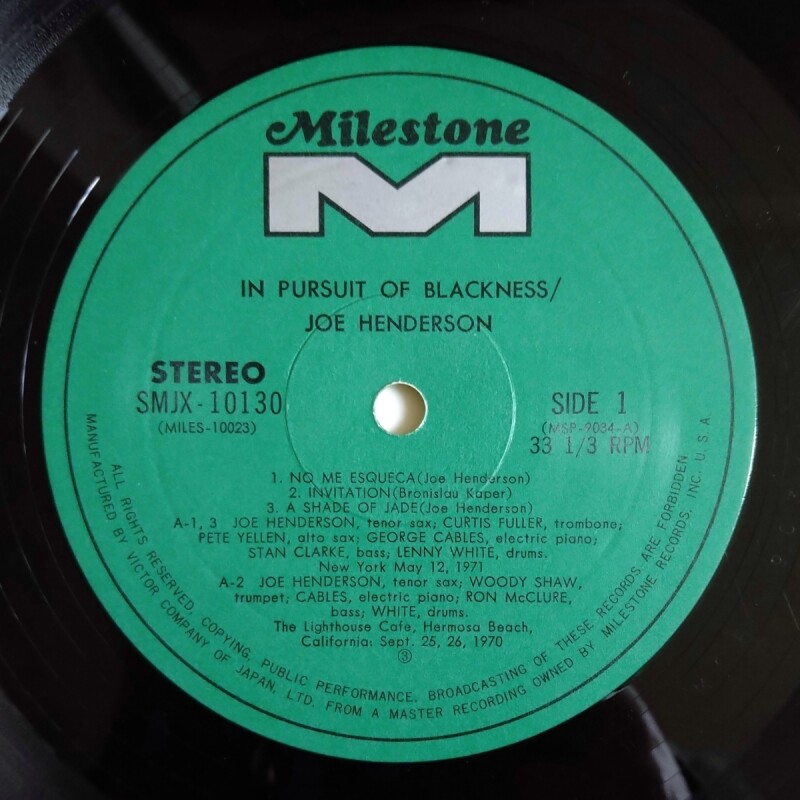 Milestone
M
IN PURSUIT OF BLACKNESS/
JOE HENDERSON
STEREO
SMJX-10130
(MILES-10023)
SIDE 1
(MSP-9034-A)
33 1/3 RPM
1. NO ME ESQUECA(Joe Henderson)
2. INVITATION(Bronislau Kaper)
3. A SHADE OF JADE(Joe Henderson)
A-1, 3 JOE HENDERSON, tenor sax; CURTIS FULLER, trombone;
PETE YELLEN, alto sax; GEORGE CABLES, electric piano;
STAN CLARKE, bass; LENNY WHITE, drums.
New York May 12, 1971
A-2 JOE HENDERSON, tenor sax; WOODY SHAW,
trumpet; CABLES, electric piano; RON McCLURE,
bass; WHITE, drums.
The Lighthouse Cafe, Hermosa Beach,
California: Sept. 25, 26, 1970
③
ALL RIGHTS RESERVED, COPYING, PUBLIC PERFORMANCE, BROADCASTING OF THESE RECORDS ARE FORBIDDEN
MANUFACTURED BY VICTOR COMPANY OF JAPAN, LTD. FROM A MASTER RECORDING OWNED BY MILESTONE RECORDS, INC. U.S.A